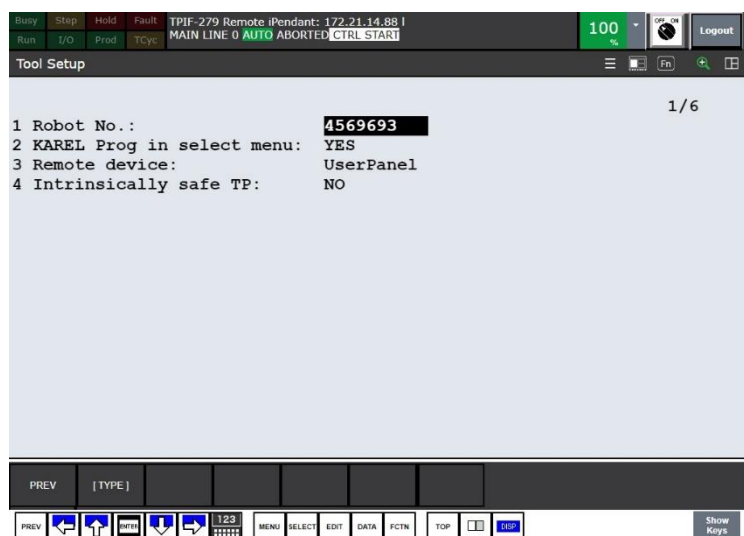 Busy Step Hold Fault TPIF-279 Remote iPendant: 172.21.14.88 l
Run I/O Prod TCyc MAIN LINE 0 AUTO ABORTED CTRL START
100 %
OFF ON
Logout
Tool Setup
Fn
1/6
1 Robot No.: 4569693
2 KAREL Prog in select menu: YES
3 Remote device: UserPanel
4 Intrinsically safe TP: NO
PREV [TYPE]
PREV ENTER 123 MENU SELECT EDIT DATA FCTN TOP DISP Show Keys